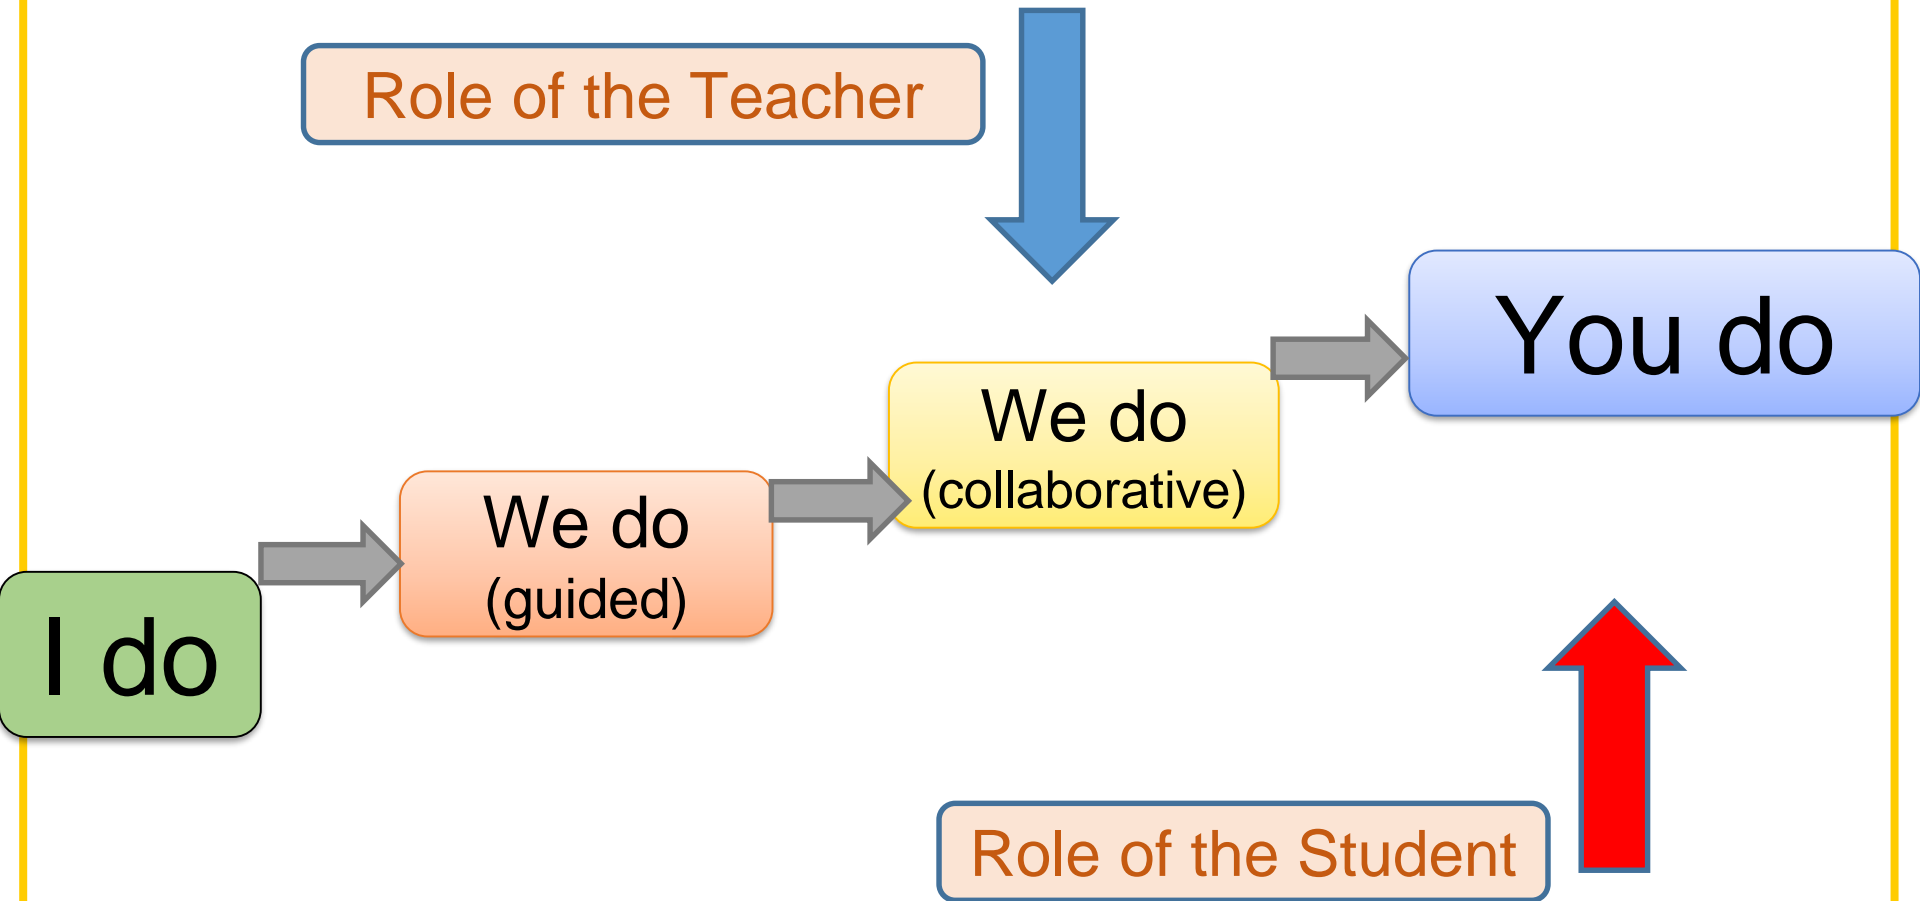 Role of the Teacher
You do
We do
(collaborative)
We do
(guided)
I do
Role of the Student